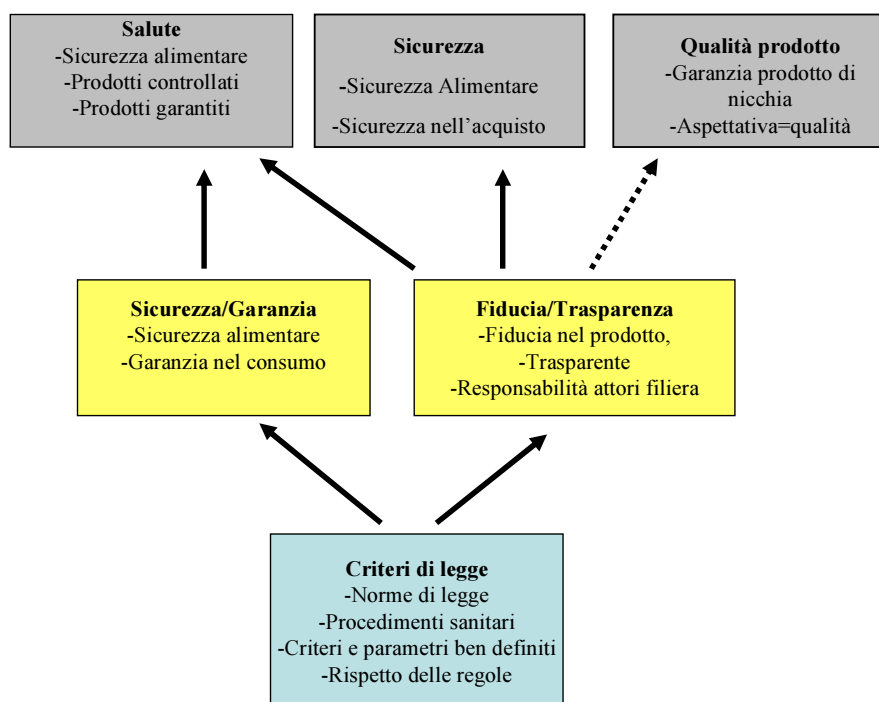 Salute
-Sicurezza alimentare
-Prodotti controllati
-Prodotti garantiti
Sicurezza
-Sicurezza Alimentare
-Sicurezza nell’acquisto
Qualità prodotto
-Garanzia prodotto di
nicchia
-Aspettativa=qualità
Sicurezza/Garanzia
-Sicurezza alimentare
-Garanzia nel consumo
Fiducia/Trasparenza
-Fiducia nel prodotto,
-Trasparente
-Responsabilità attori filiera
Criteri di legge
-Norme di legge
-Procedimenti sanitari
-Criteri e parametri ben definiti
-Rispetto delle regole